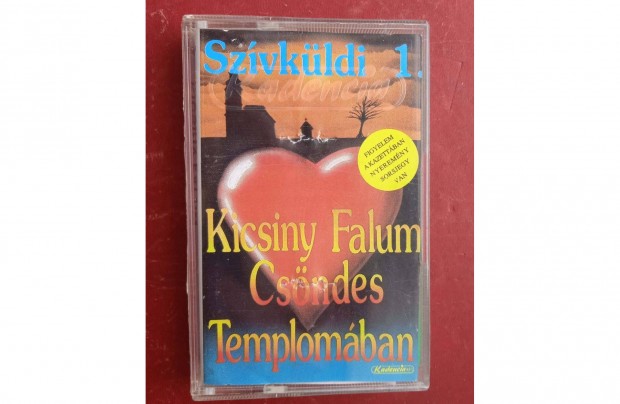 Szívküldi 1.
FIGYELEM
A KAZETTÁBAN
NYEREMÉNY
SORSJEGY
VAN
Kicsiny Falum
Csöndes
Templomában